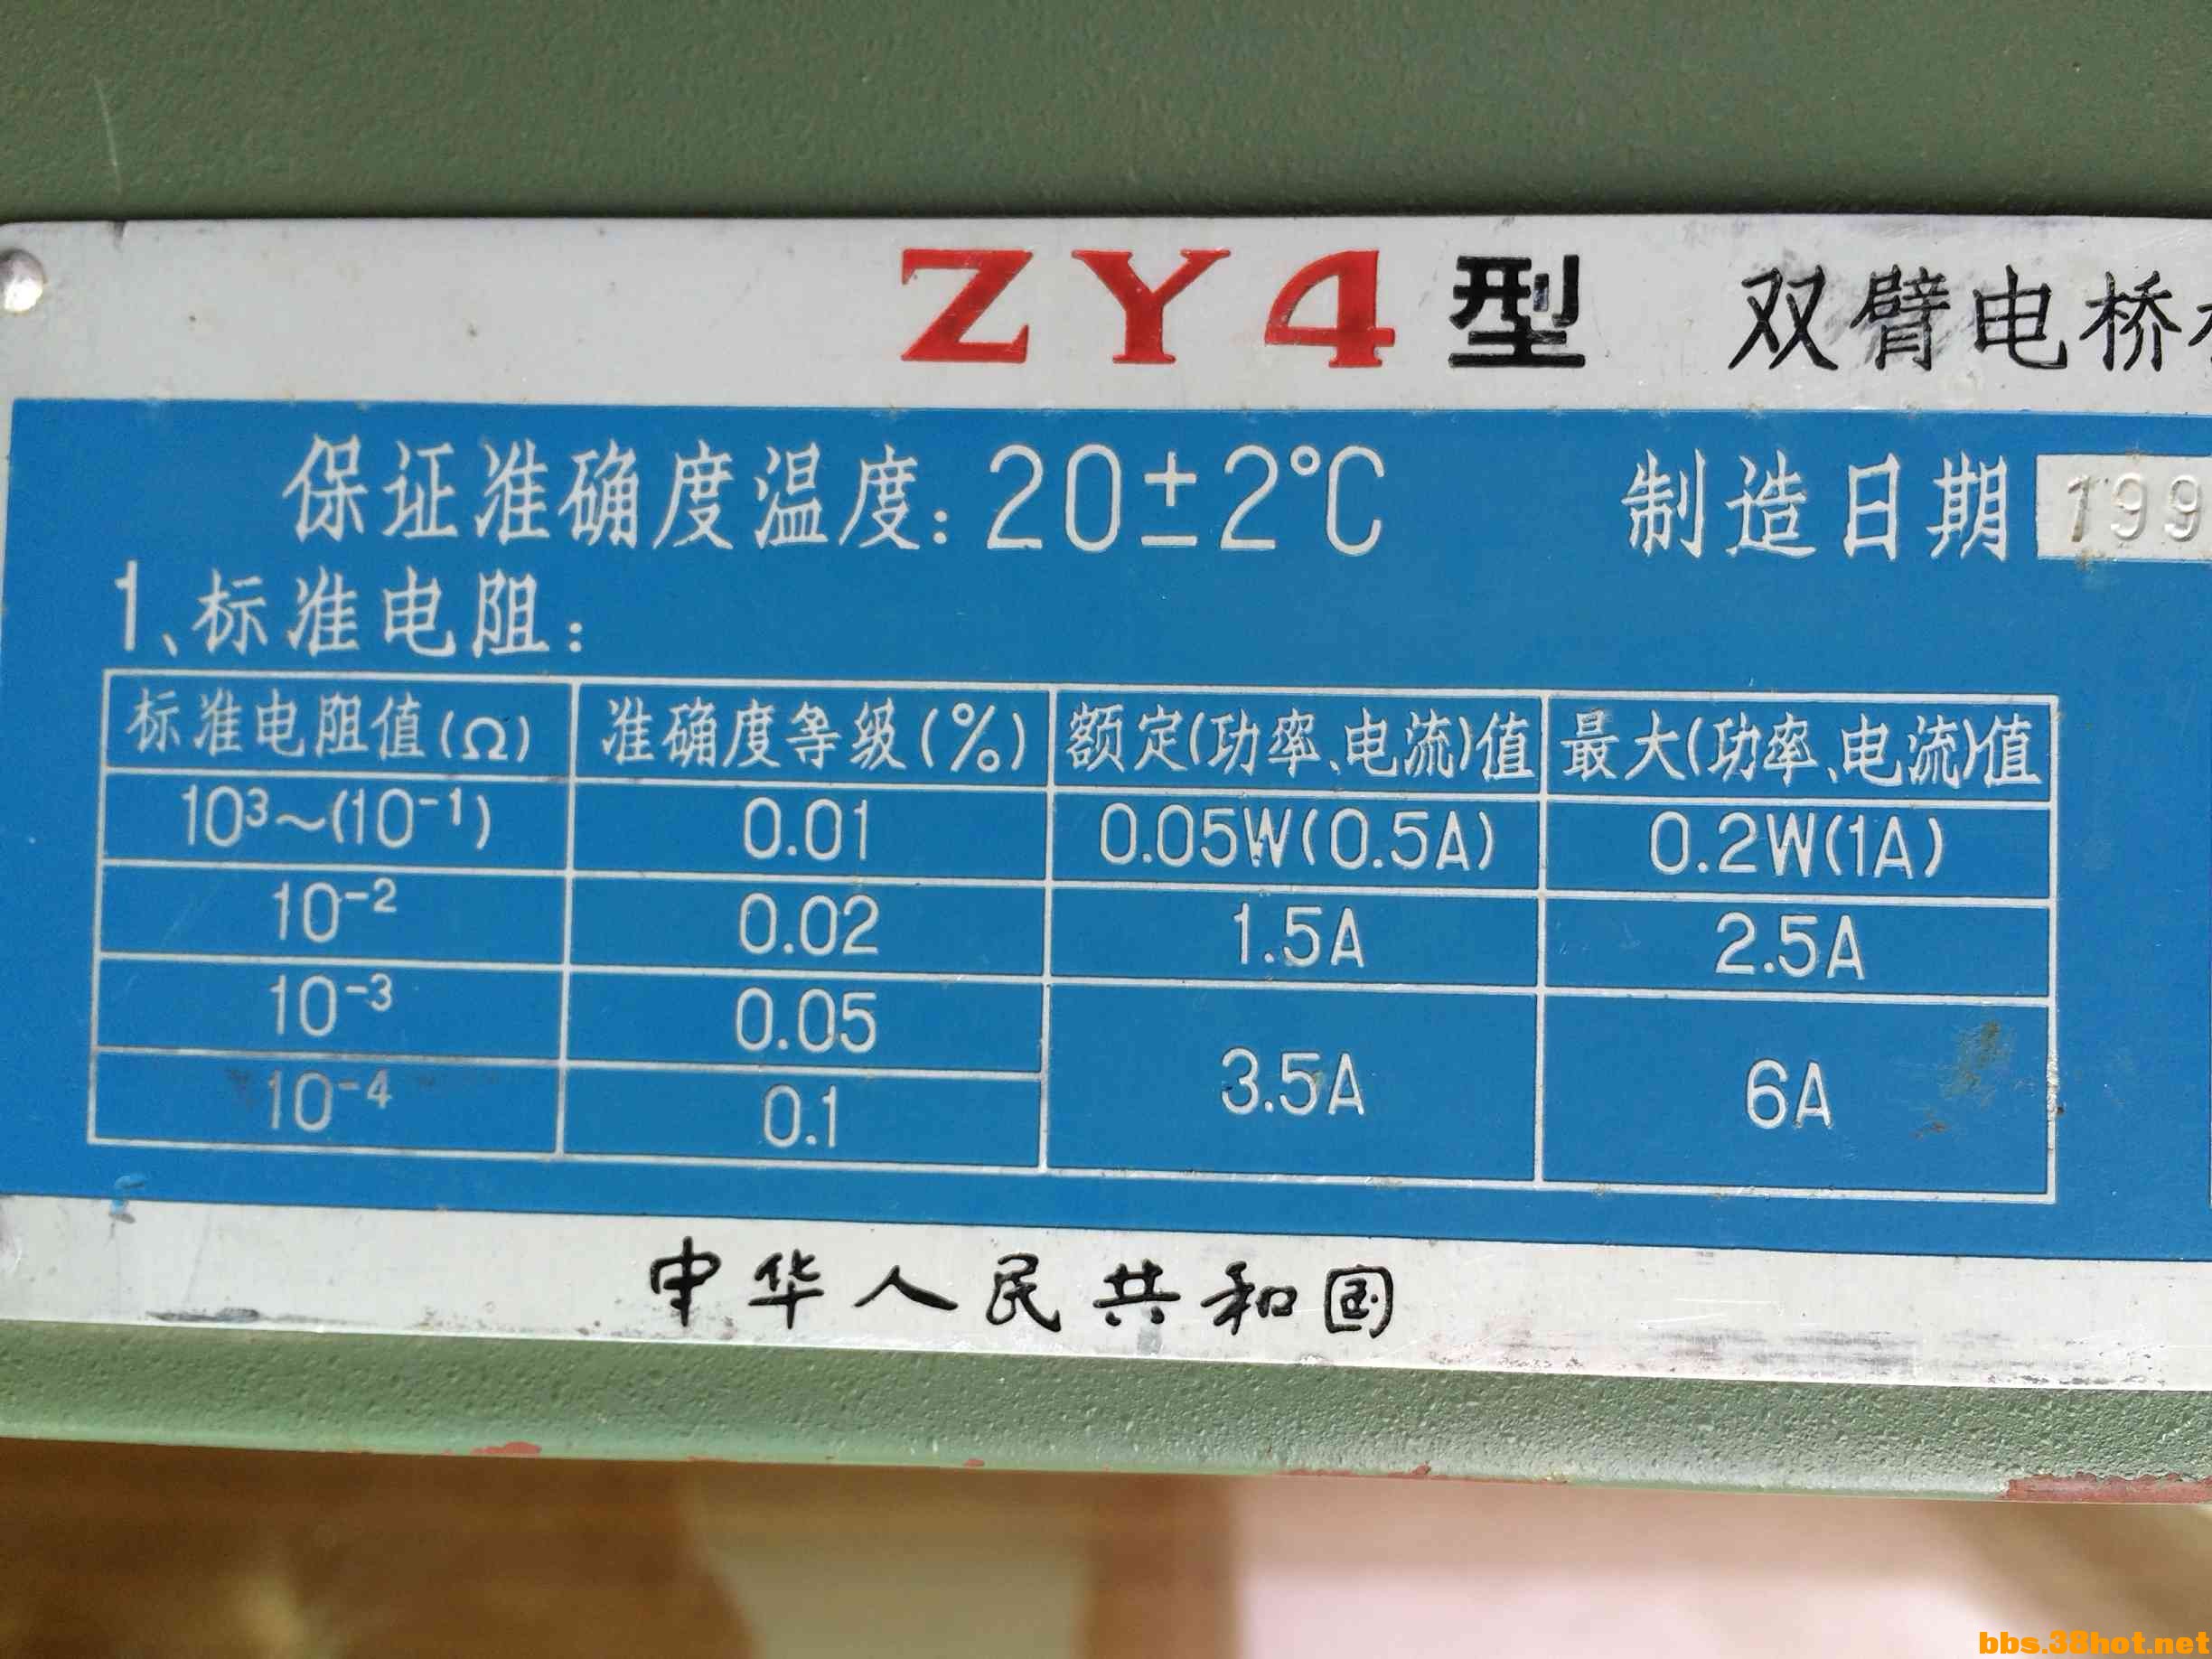 ZY4型 双臂电桥
保证准确度温度:20±2℃ 制造日期 199
1、标准电阻:
标准电阻值(Ω) 准确度等级(%) 额定(功率、电流)值 最大(功率、电流)值
10³~(10⁻¹) 0.01 0.05W(0.5A) 0.2W(1A)
10⁻² 0.02 1.5A 2.5A
10⁻³ 0.05 3.5A 6A
10⁻⁴ 0.1
中华人民共和国
bbs.38hot.net